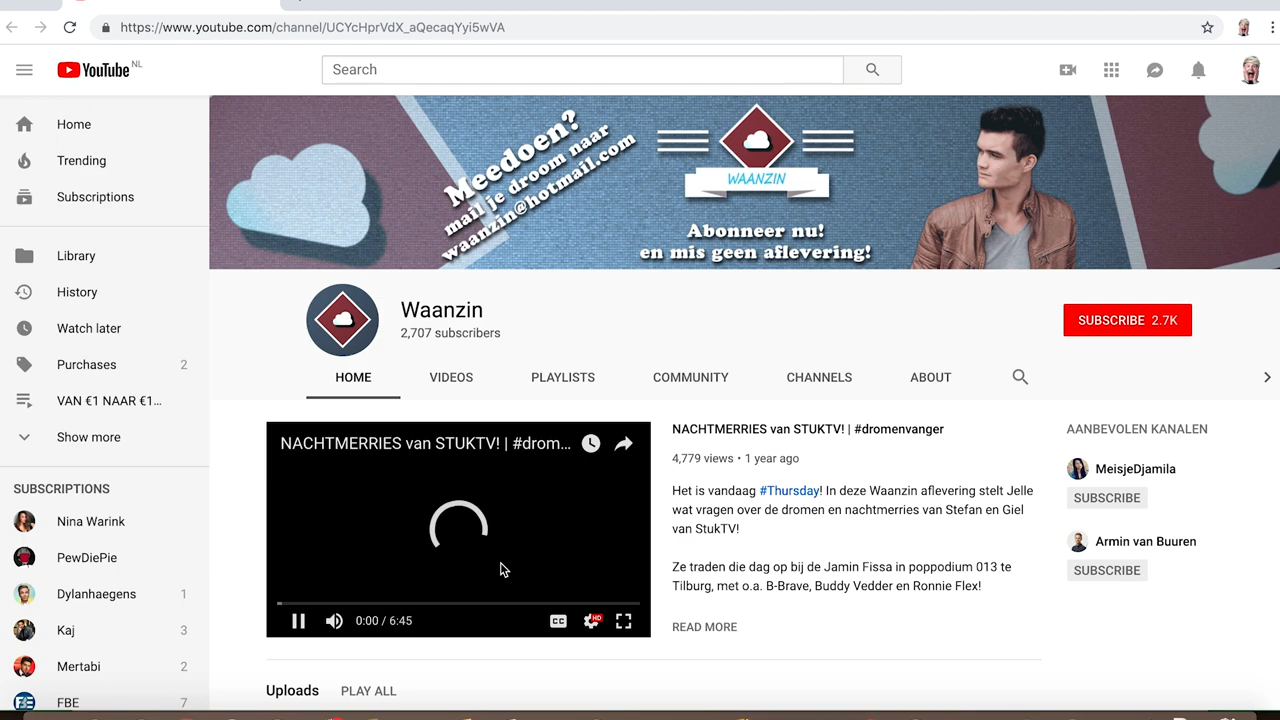 https://www.youtube.com/channel/UCYcHprVdX_aQecaqYyi5wVA
YouTube NL
Search
Home
Trending
Subscriptions
Library
History
Watch later
Purchases 2
VAN €1 NAAR €1...
Show more
SUBSCRIPTIONS
Nina Warink
PewDiePie
Dylanhaegens 1
Kaj 3
Mertabi 2
FBE 7
Meedoen?
mail je droom naar
waanzin@hotmail.com
WAANZIN
Abonneer nu!
en mis geen aflevering!
Waanzin
2,707 subscribers
SUBSCRIBE 2.7K
HOME VIDEOS PLAYLISTS COMMUNITY CHANNELS ABOUT
NACHTMERRIES van STUKTV! | #drom...
0:00 / 6:45
CC
HD
NACHTMERRIES van STUKTV! | #dromenvanger
4,779 views • 1 year ago
Het is vandaag #Thursday! In deze Waanzin aflevering stelt Jelle
wat vragen over de dromen en nachtmerries van Stefan en Giel
van StukTV!
Ze traden die dag op bij de Jamin Fissa in poppodium 013 te
Tilburg, met o.a. B-Brave, Buddy Vedder en Ronnie Flex!
READ MORE
AANBEVOLEN KANALEN
MeisjeDjamila
SUBSCRIBE
Armin van Buuren
SUBSCRIBE
Uploads PLAY ALL